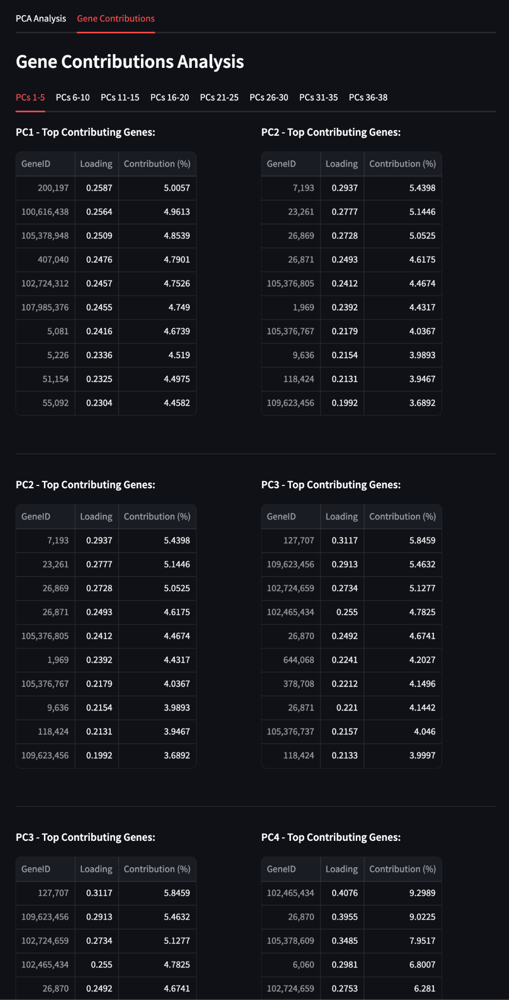 PCA Analysis Gene Contributions
Gene Contributions Analysis
PCs 1-5 PCs 6-10 PCs 11-15 PCs 16-20 PCs 21-25 PCs 26-30 PCs 31-35 PCs 36-38
PC1 - Top Contributing Genes:
GeneID Loading Contribution (%)
200,197 0.2587 5.0057
100,616,438 0.2564 4.9613
105,378,948 0.2509 4.8539
407,040 0.2476 4.7901
102,724,312 0.2457 4.7526
107,985,376 0.2455 4.749
5,081 0.2416 4.6739
5,226 0.2336 4.519
51,154 0.2325 4.4975
55,092 0.2304 4.4582
PC2 - Top Contributing Genes:
GeneID Loading Contribution (%)
7,193 0.2937 5.4398
23,261 0.2777 5.1446
26,869 0.2728 5.0525
26,871 0.2493 4.6175
105,376,805 0.2412 4.4674
1,969 0.2392 4.4317
105,376,767 0.2179 4.0367
9,636 0.2154 3.9893
118,424 0.2131 3.9467
109,623,456 0.1992 3.6892
PC2 - Top Contributing Genes:
GeneID Loading Contribution (%)
7,193 0.2937 5.4398
23,261 0.2777 5.1446
26,869 0.2728 5.0525
26,871 0.2493 4.6175
105,376,805 0.2412 4.4674
1,969 0.2392 4.4317
105,376,767 0.2179 4.0367
9,636 0.2154 3.9893
118,424 0.2131 3.9467
109,623,456 0.1992 3.6892
PC3 - Top Contributing Genes:
GeneID Loading Contribution (%)
127,707 0.3117 5.8459
109,623,456 0.2913 5.4632
102,724,659 0.2734 5.1277
102,465,434 0.255 4.7825
26,870 0.2492 4.6741
644,068 0.2241 4.2027
378,708 0.2212 4.1496
26,871 0.221 4.1442
105,376,737 0.2157 4.046
118,424 0.2133 3.9997
PC3 - Top Contributing Genes:
GeneID Loading Contribution (%)
127,707 0.3117 5.8459
109,623,456 0.2913 5.4632
102,724,659 0.2734 5.1277
102,465,434 0.255 4.7825
26,870 0.2492 4.6741
PC4 - Top Contributing Genes:
GeneID Loading Contribution (%)
102,465,434 0.4076 9.2989
26,870 0.3955 9.0225
105,378,609 0.3485 7.9517
6,060 0.2981 6.8007
102,724,659 0.2753 6.281